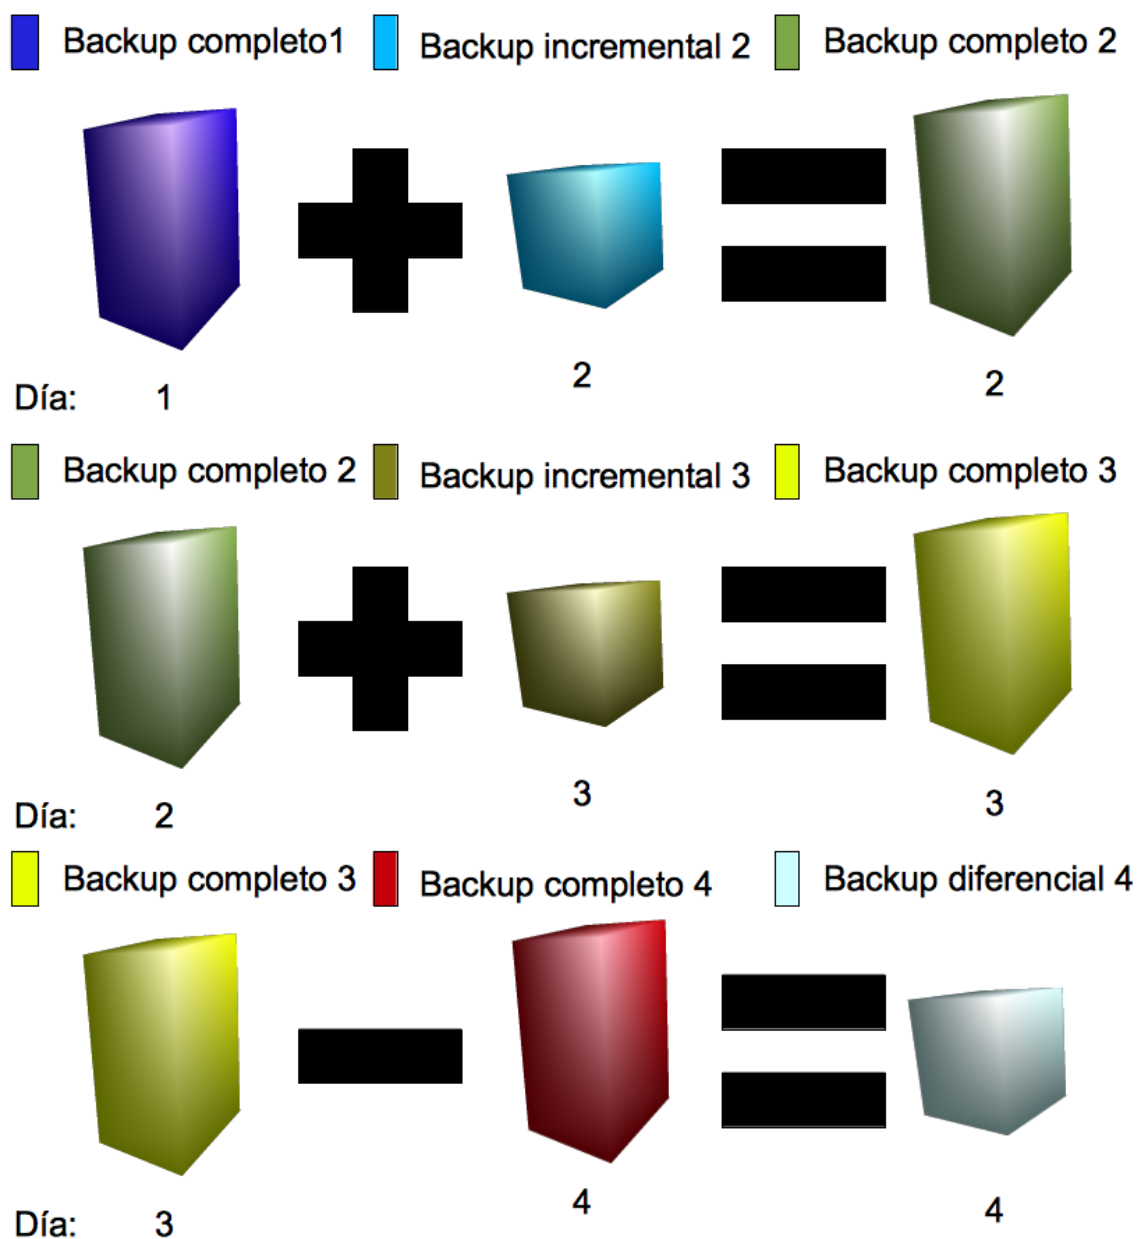 Backup completo1 Backup incremental 2 Backup completo 2
Día: 1 2 2
Backup completo 2 Backup incremental 3 Backup completo 3
Día: 2 3 3
Backup completo 3 Backup completo 4 Backup diferencial 4
Día: 3 4 4